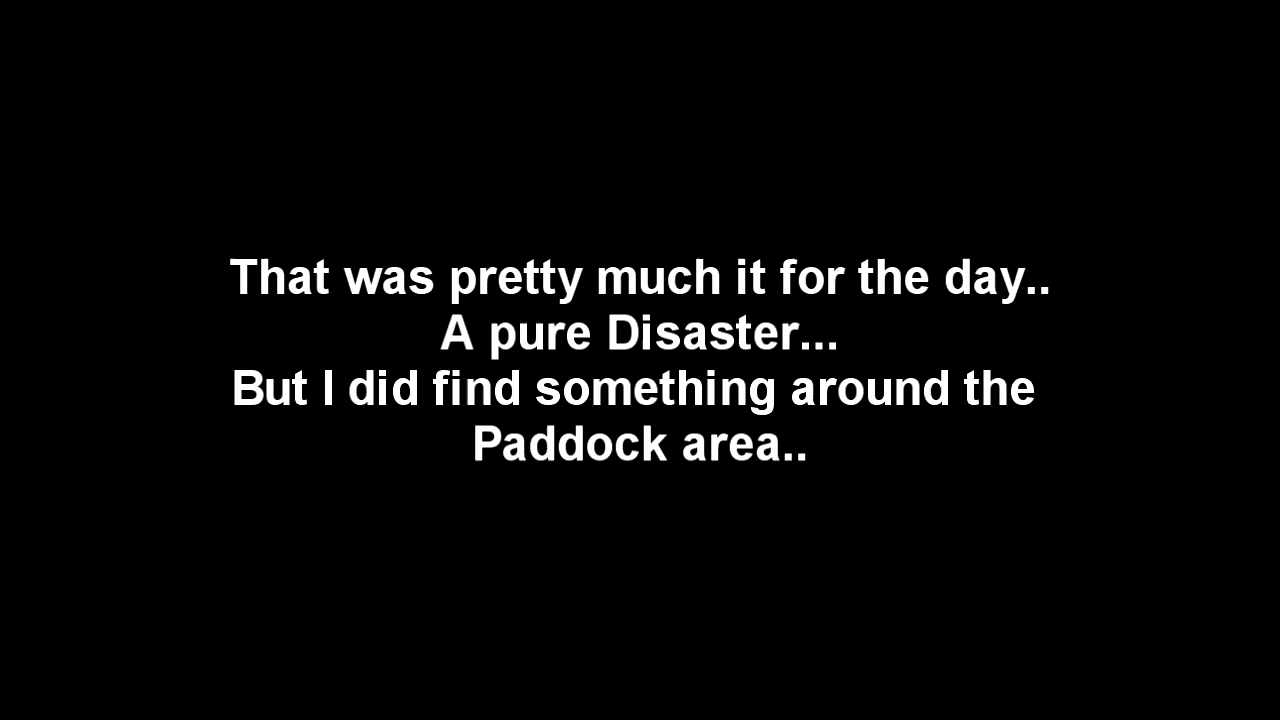 That was pretty much it for the day..
A pure Disaster...
But I did find something around the
Paddock area..